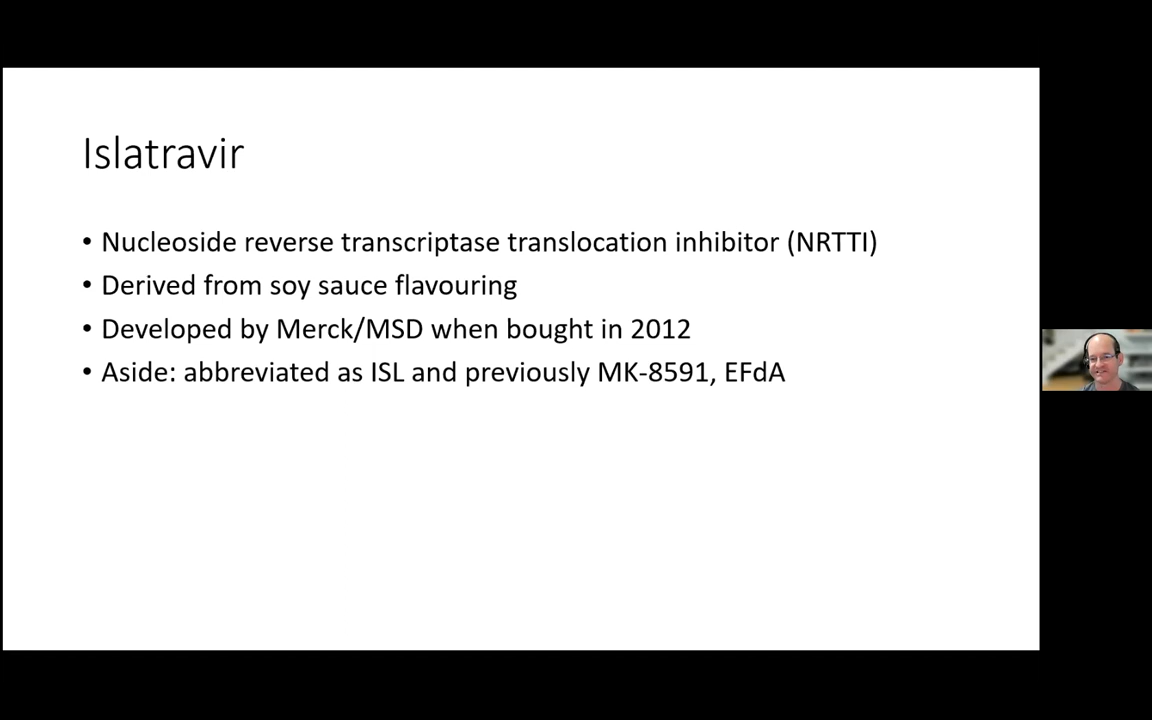 Islatravir
• Nucleoside reverse transcriptase translocation inhibitor (NRTTI)
• Derived from soy sauce flavouring
• Developed by Merck/MSD when bought in 2012
• Aside: abbreviated as ISL and previously MK-8591, EFdA